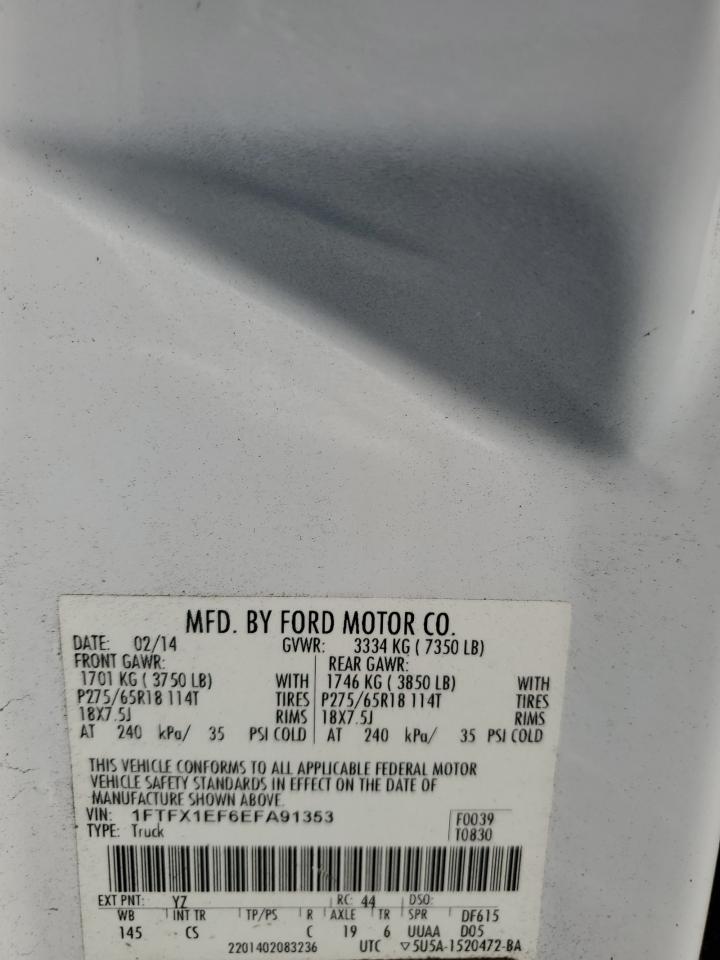 MFD. BY FORD MOTOR CO.
DATE: 02/14 GVWR: 3334 KG ( 7350 LB)
FRONT GAWR: REAR GAWR:
1701 KG ( 3750 LB) WITH 1746 KG ( 3850 LB) WITH
P275/65R18 114T TIRES P275/65R18 114T TIRES
18X7.5J RIMS 18X7.5J RIMS
AT 240 kPa/ 35 PSI COLD AT 240 kPa/ 35 PSI COLD
THIS VEHICLE CONFORMS TO ALL APPLICABLE FEDERAL MOTOR
VEHICLE SAFETY STANDARDS IN EFFECT ON THE DATE OF
MANUFACTURE SHOWN ABOVE.
VIN: 1FTFX1EF6EFA91353 F0039
TYPE: Truck T0830
EXT PNT: YZ RC: 44 DSO:
WB INT TR TP/PS R AXLE TR SPR DF615
145 CS C 19 6 UUAA D05
2201402083236 UTC ▽5U5A-1520472-BA